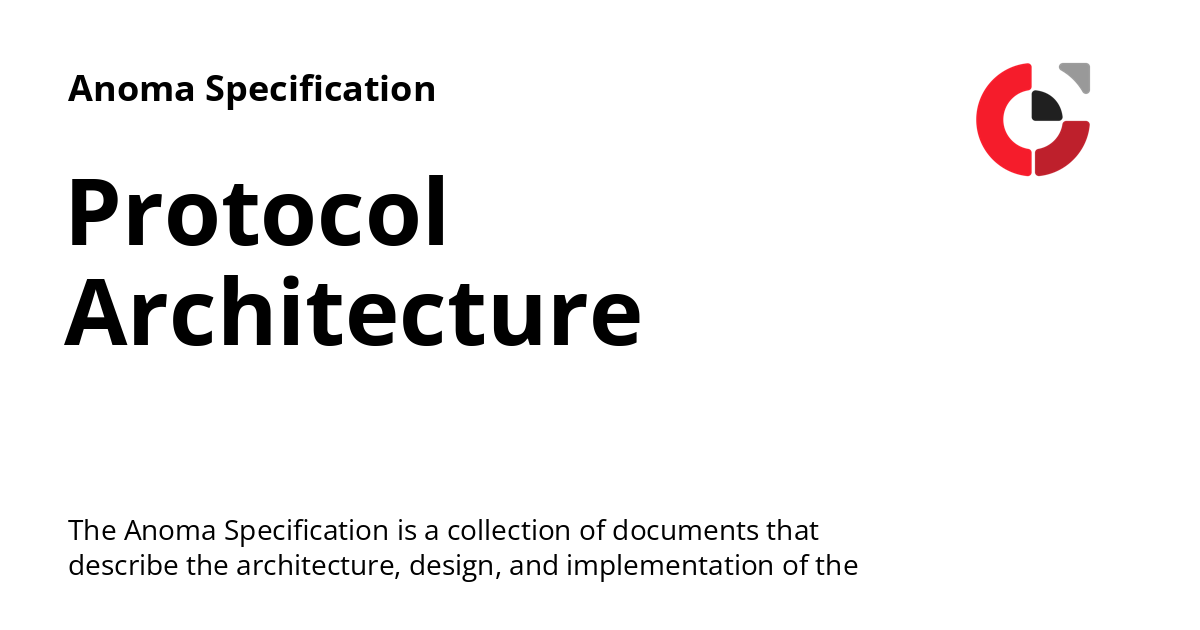 Anoma Specification
Protocol
Architecture
The Anoma Specification is a collection of documents that
describe the architecture, design, and implementation of the